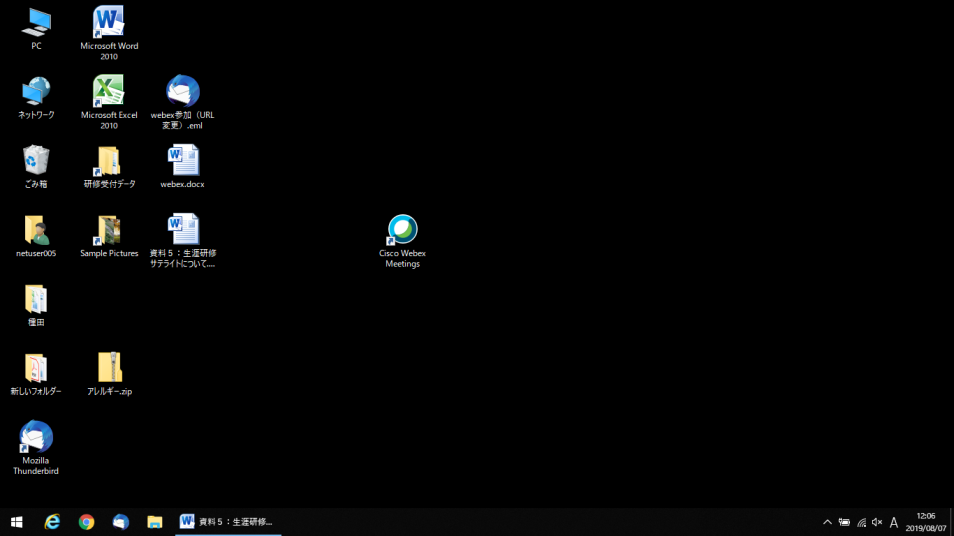 PC
Microsoft Word
2010
ネットワーク
Microsoft Excel
2010
webex参加（URL
変更）.eml
ごみ箱
研修受付データ
webex.docx
netuser005
Sample Pictures
資料５：生涯研修
サテライトについて....
Cisco Webex
Meetings
種田
新しいフォルダー
アレルギー.zip
Mozilla
Thunderbird
資料５：生涯研修...
A
12:06
2019/08/07